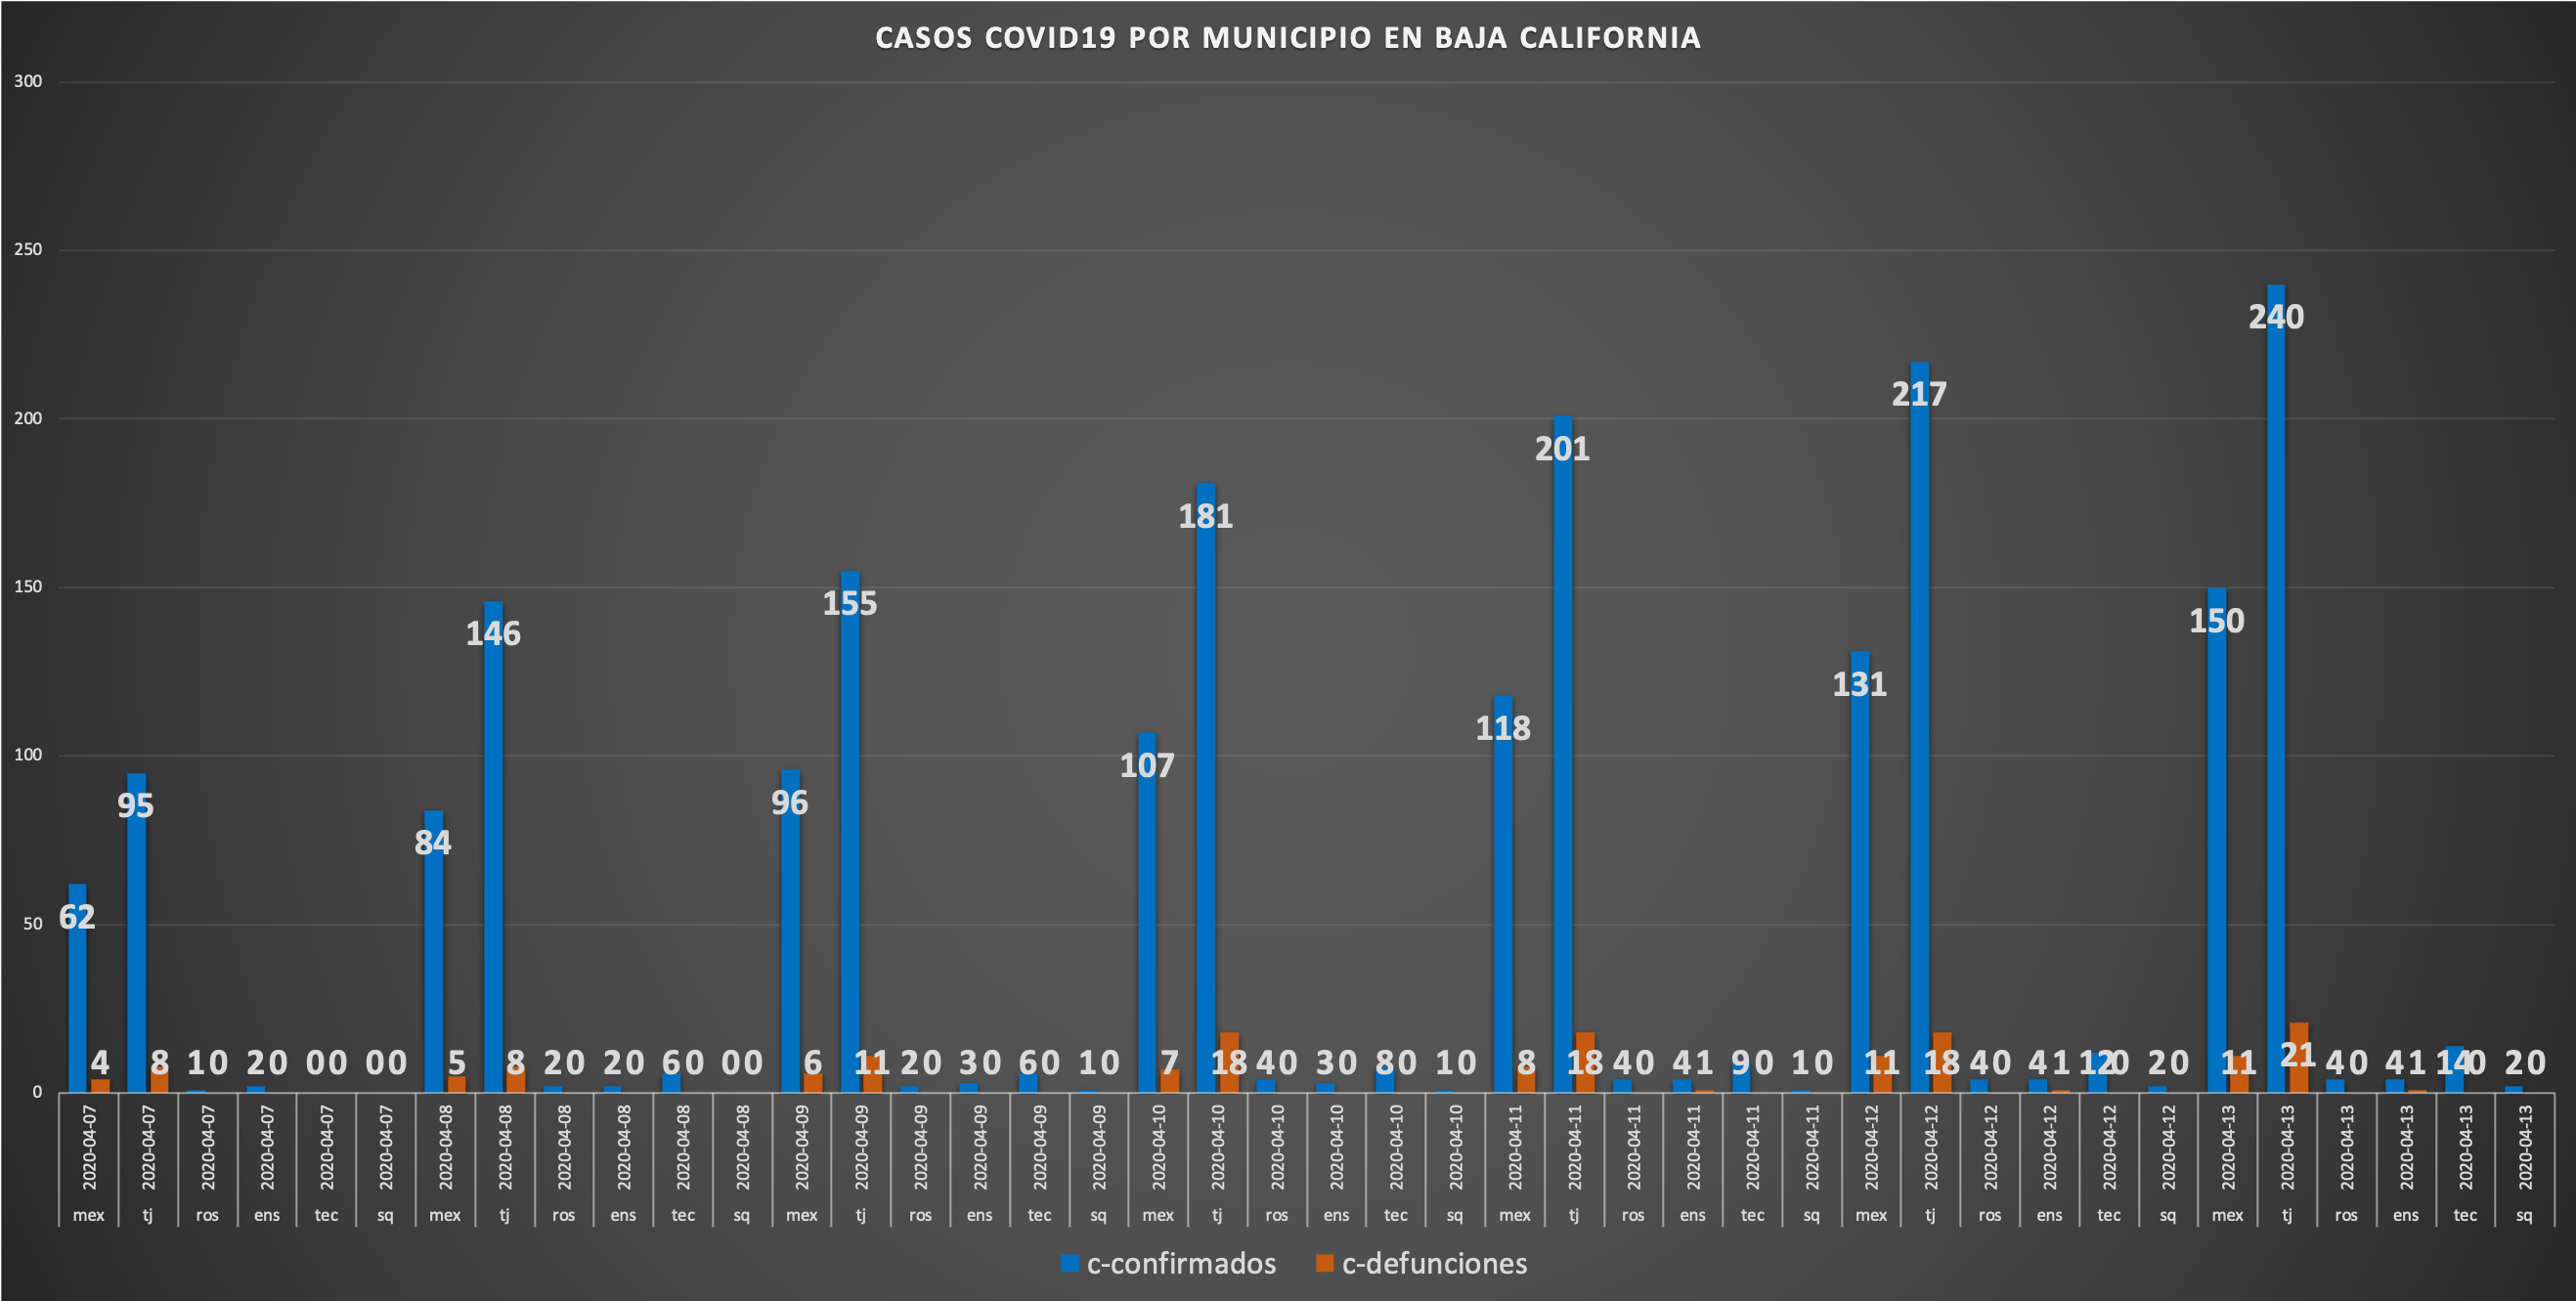 CASOS COVID19 POR MUNICIPIO EN BAJA CALIFORNIA
300
250
200
150
100
50
0
62 4 95 8 1 0 2 0 0 0 0 0 84 5 146 8 2 0 2 0 6 0 0 0 96 6 155 11 2 0 3 0 6 0 1 0 107 7 181 18 4 0 3 0 8 0 1 0 118 8 201 18 4 0 4 1 9 0 1 0 131 11 217 18 4 0 4 1 12 0 2 0 150 11 240 21 4 0 4 1 14 0 2 0
2020-04-07 2020-04-07 2020-04-07 2020-04-07 2020-04-07 2020-04-07 2020-04-08 2020-04-08 2020-04-08 2020-04-08 2020-04-08 2020-04-08 2020-04-09 2020-04-09 2020-04-09 2020-04-09 2020-04-09 2020-04-09 2020-04-10 2020-04-10 2020-04-10 2020-04-10 2020-04-10 2020-04-10 2020-04-11 2020-04-11 2020-04-11 2020-04-11 2020-04-11 2020-04-11 2020-04-12 2020-04-12 2020-04-12 2020-04-12 2020-04-12 2020-04-12 2020-04-13 2020-04-13 2020-04-13 2020-04-13 2020-04-13 2020-04-13
mex tj ros ens tec sq mex tj ros ens tec sq mex tj ros ens tec sq mex tj ros ens tec sq mex tj ros ens tec sq mex tj ros ens tec sq mex tj ros ens tec sq
c-confirmados c-defunciones